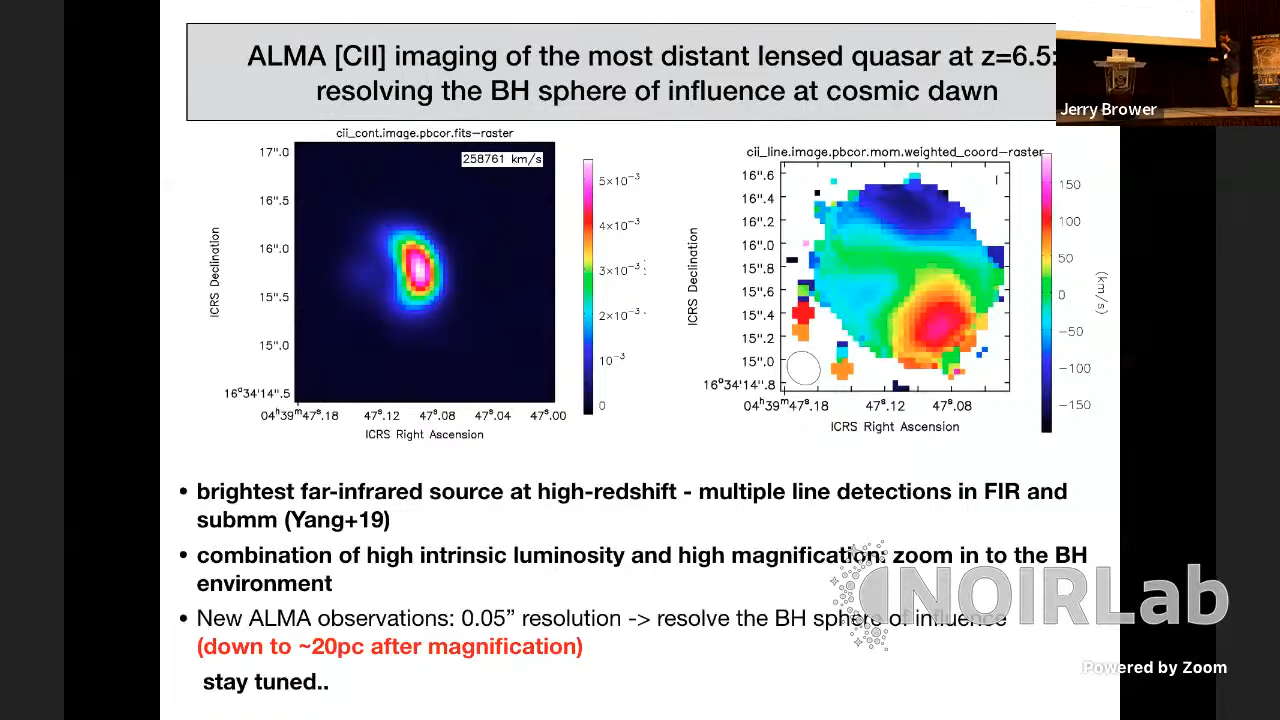 ALMA [CII] imaging of the most distant lensed quasar at z=6.5:
resolving the BH sphere of influence at cosmic dawn
Jerry Brower
cii_cont.image.pbcor.fits-raster
258761 km/s
17".0
16".5
16".0
15".5
15".0
16°34'14".5
ICRS Declination
04ʰ39ᵐ47ˢ.18
47ˢ.12
47ˢ.08
47ˢ.04
47ˢ.00
ICRS Right Ascension
5×10⁻³
4×10⁻³
3×10⁻³
2×10⁻³
10⁻³
0
cii_line.image.pbcor.mom.weighted_coord-raster
16".6
16".4
16".2
16".0
15".8
15".6
15".4
15".2
15".0
16°34'14".8
ICRS Declination
04ʰ39ᵐ47ˢ.18
47ˢ.12
47ˢ.08
ICRS Right Ascension
150
100
50
0
−50
−100
−150
(km/s)
• brightest far-infrared source at high-redshift - multiple line detections in FIR and
submm (Yang+19)
• combination of high intrinsic luminosity and high magnification: zoom in to the BH
environment
• New ALMA observations: 0.05” resolution -> resolve the BH sphere of influence
(down to ~20pc after magnification)
stay tuned..
NOIRLab
Powered by Zoom